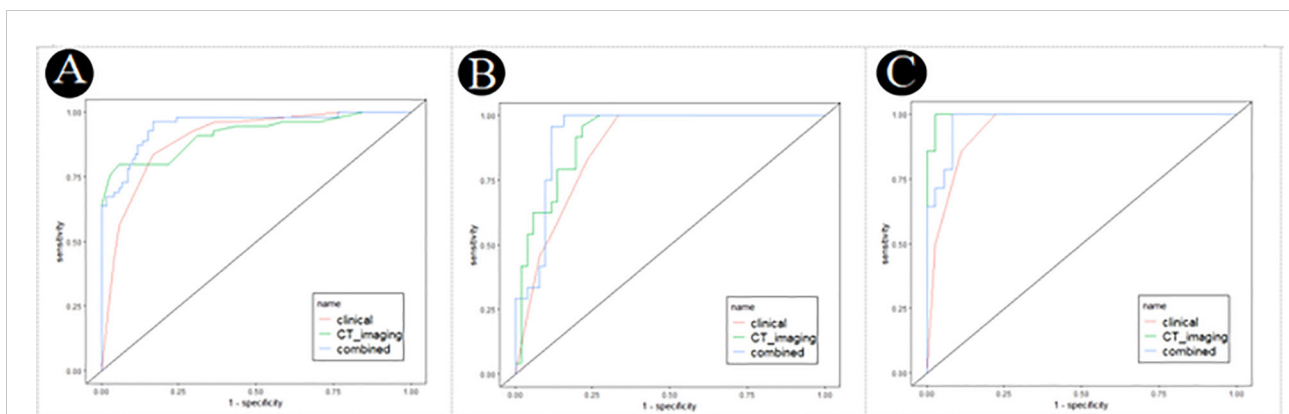 A
1.00
0.75
0.50
0.25
0.00
sensitivity
name
clinical
CT_imaging
combined
0.00 0.25 0.50 0.75 1.00
1 - specificity
B
1.00
0.75
0.50
0.25
0.00
sensitivity
name
clinical
CT_imaging
combined
0.00 0.25 0.50 0.75 1.00
1 - specificity
C
1.00
0.75
0.50
0.25
0.00
sensitivity
name
clinical
CT_imaging
combined
0.00 0.25 0.50 0.75 1.00
1 - specificity